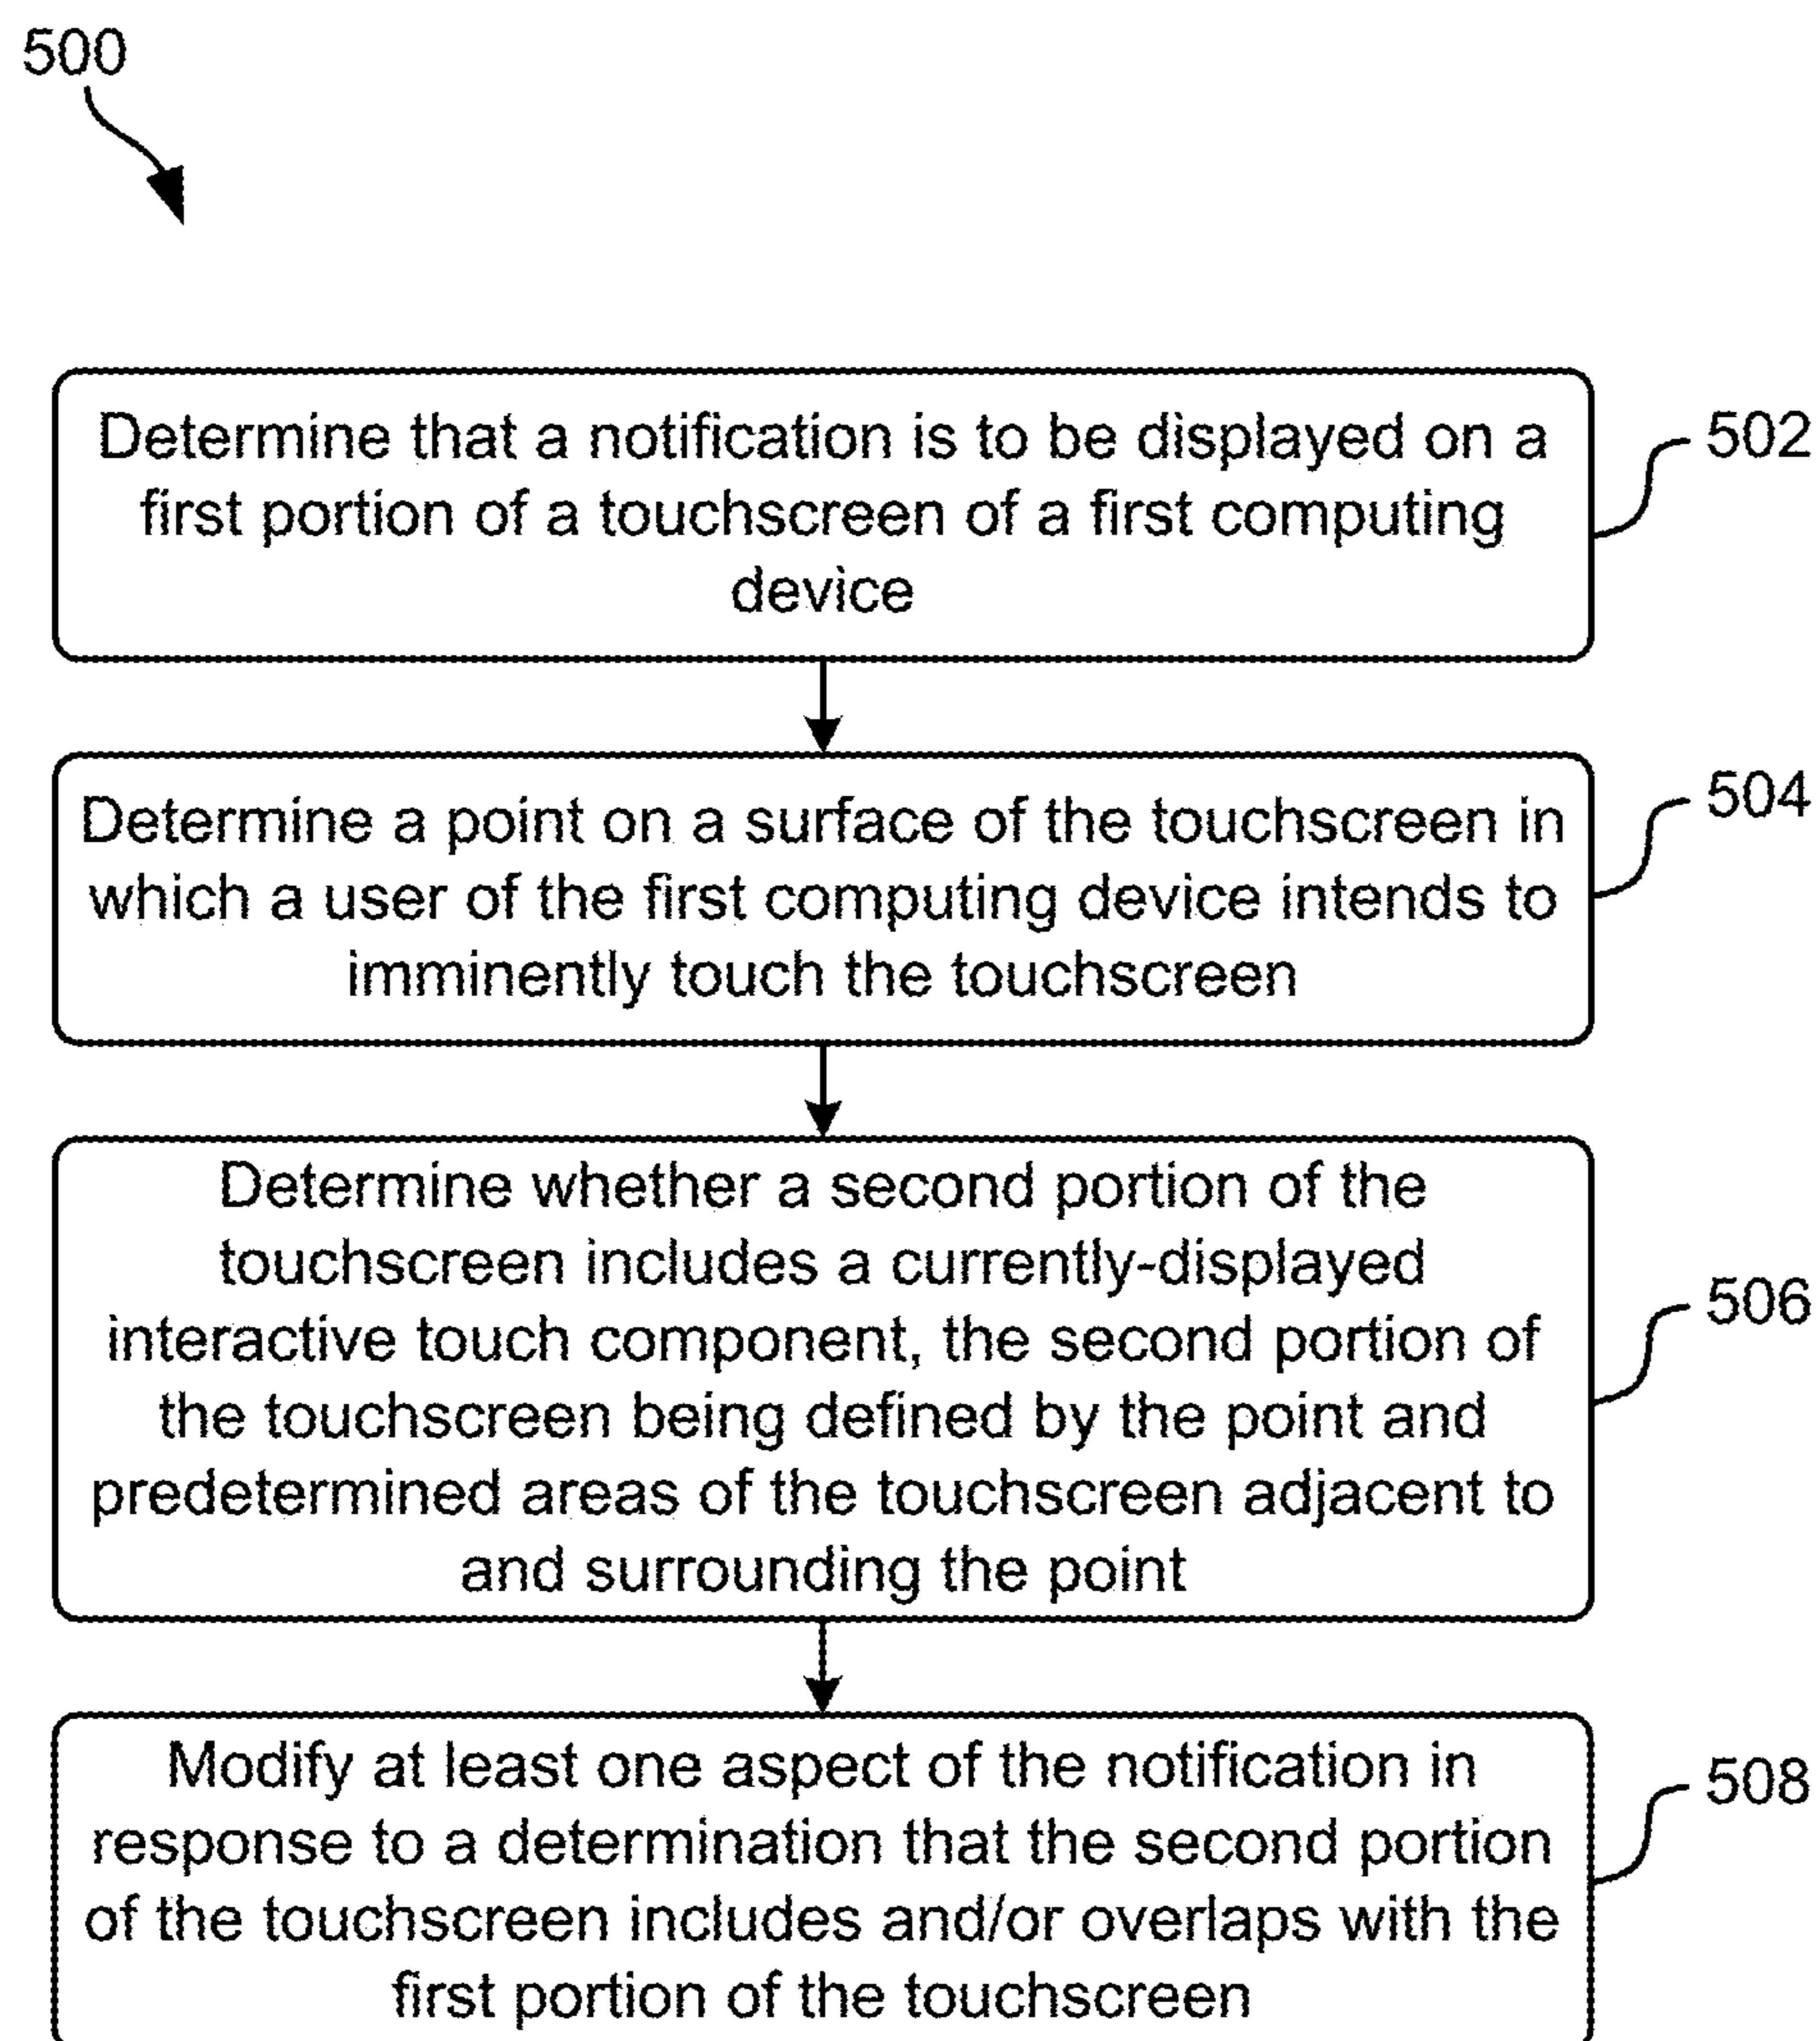 500
Determine that a notification is to be displayed on a
first portion of a touchscreen of a first computing
device
502
Determine a point on a surface of the touchscreen in
which a user of the first computing device intends to
imminently touch the touchscreen
504
Determine whether a second portion of the
touchscreen includes a currently-displayed
interactive touch component, the second portion of
the touchscreen being defined by the point and
predetermined areas of the touchscreen adjacent to
and surrounding the point
506
Modify at least one aspect of the notification in
response to a determination that the second portion
of the touchscreen includes and/or overlaps with the
first portion of the touchscreen
508